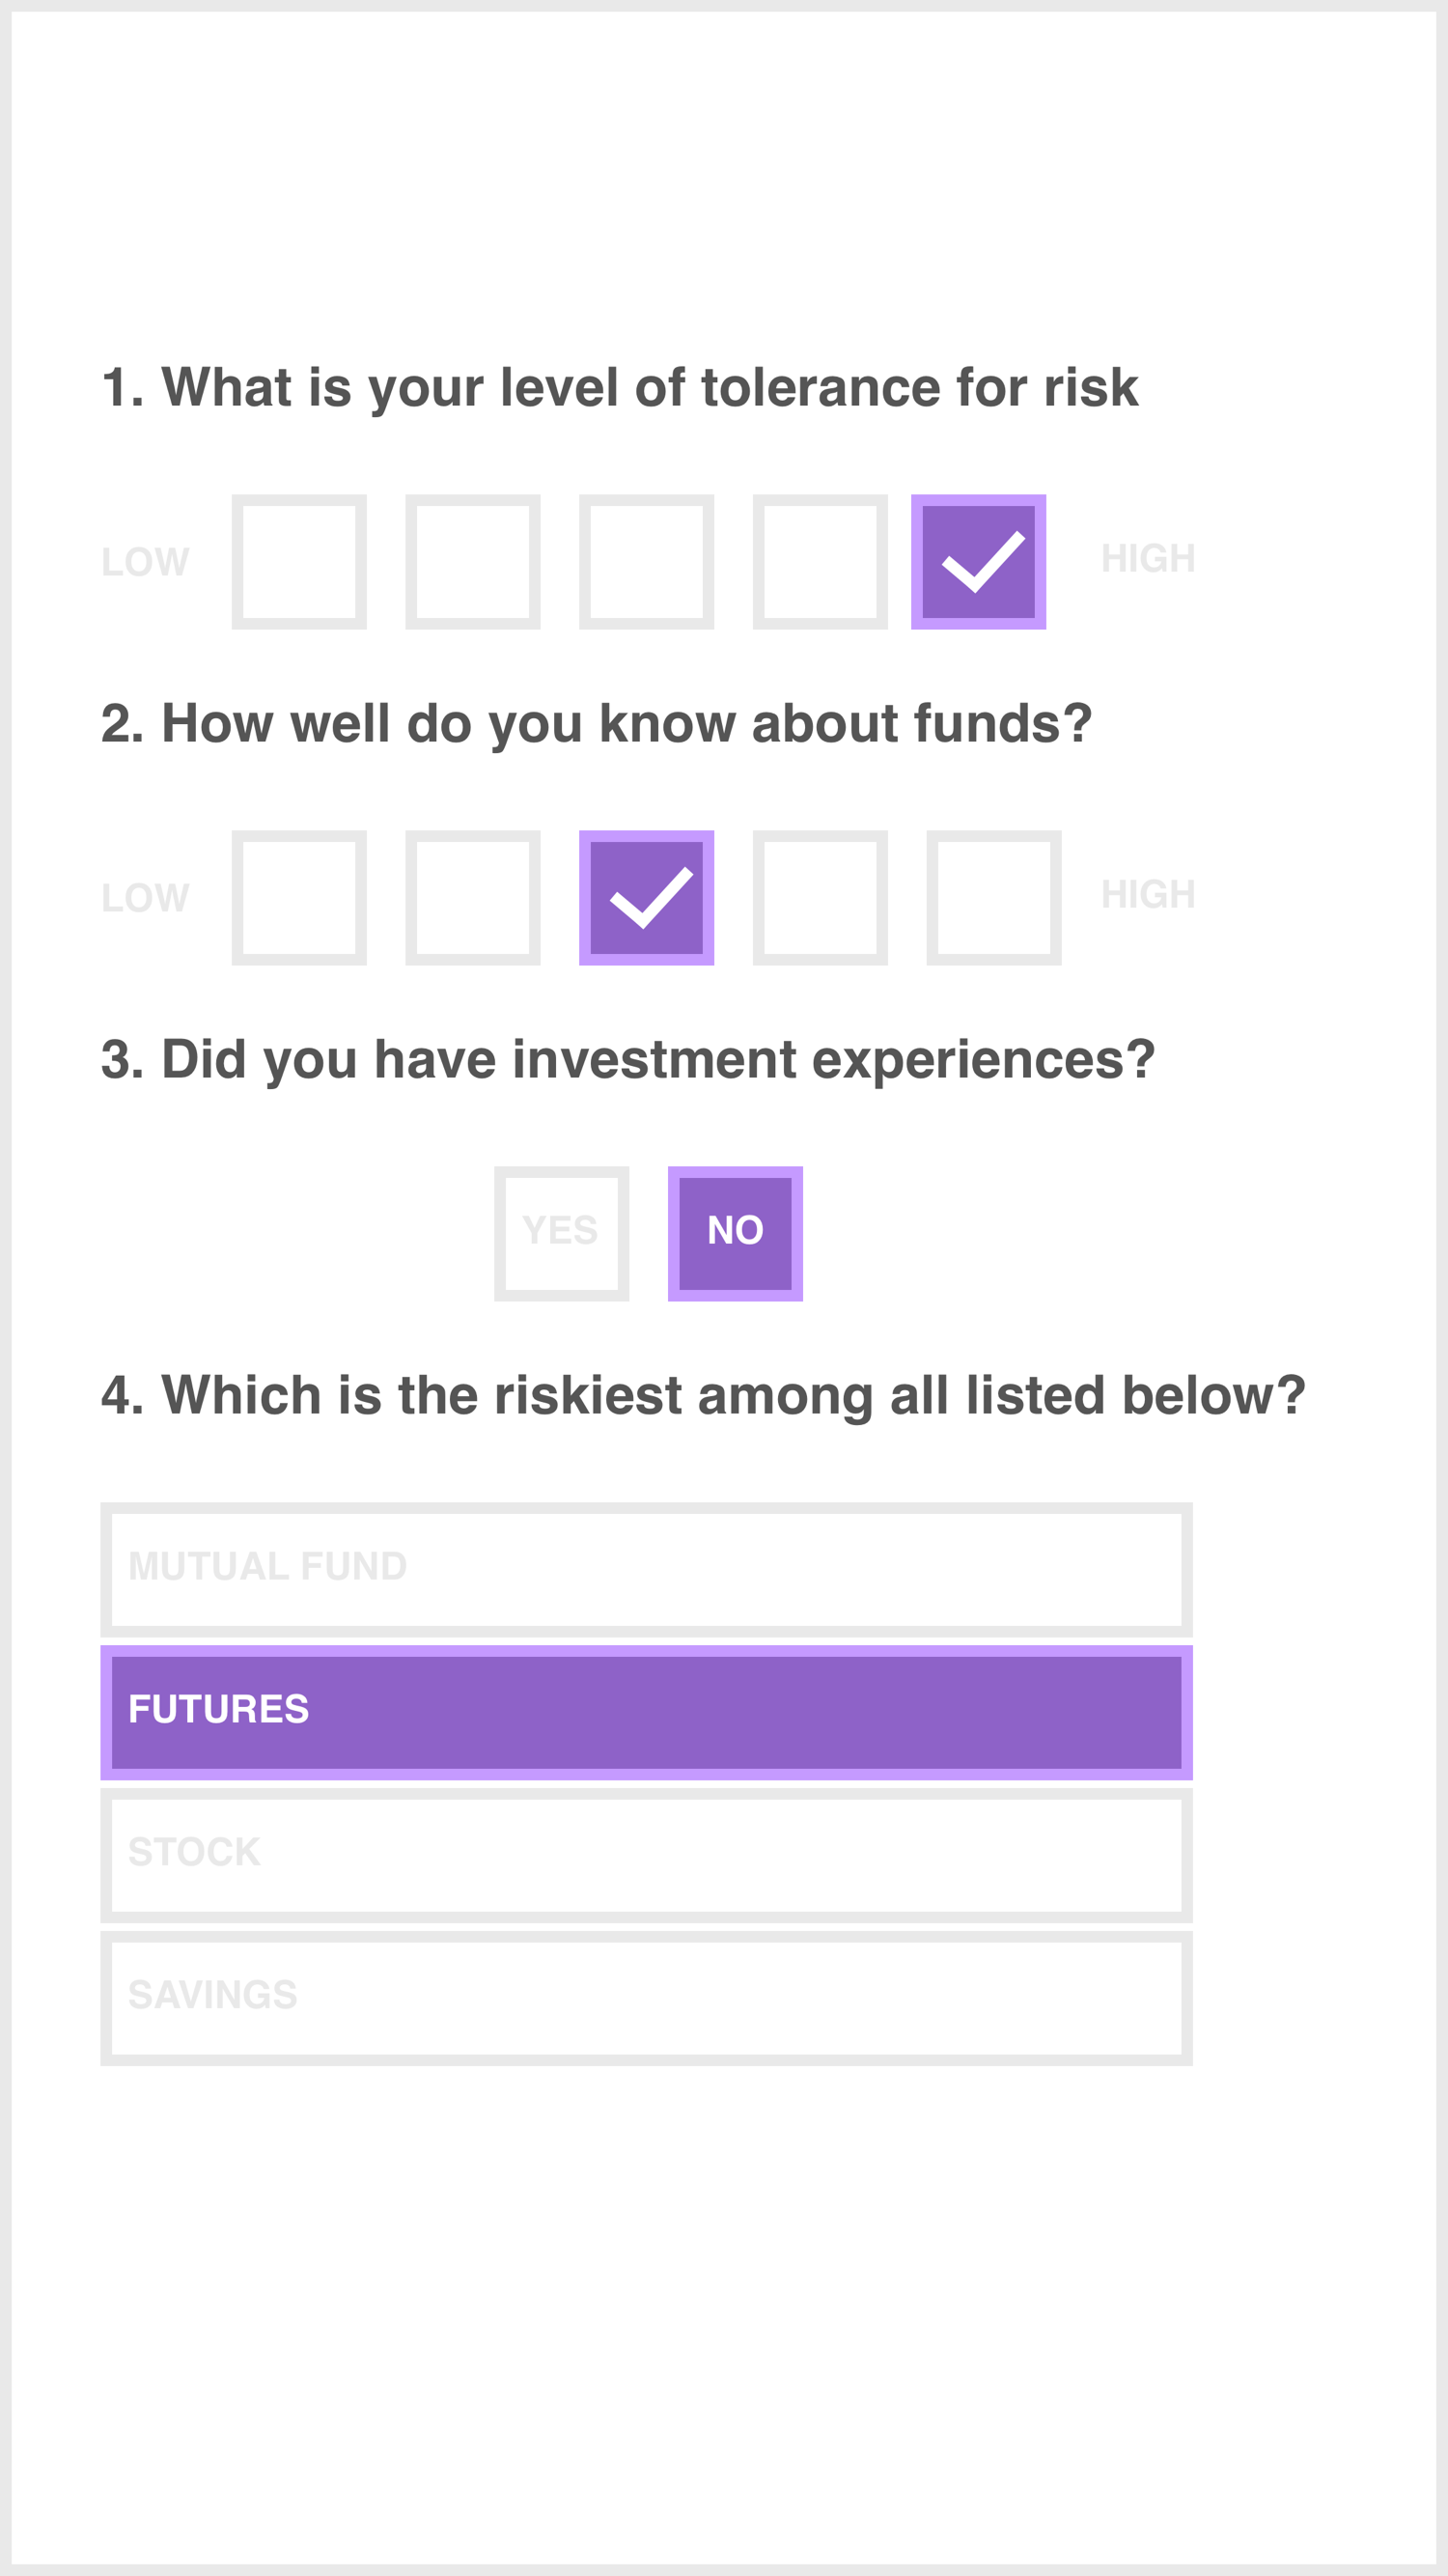 1. What is your level of tolerance for risk
LOW HIGH
2. How well do you know about funds?
LOW HIGH
3. Did you have investment experiences?
YES NO
4. Which is the riskiest among all listed below?
MUTUAL FUND
FUTURES
STOCK
SAVINGS